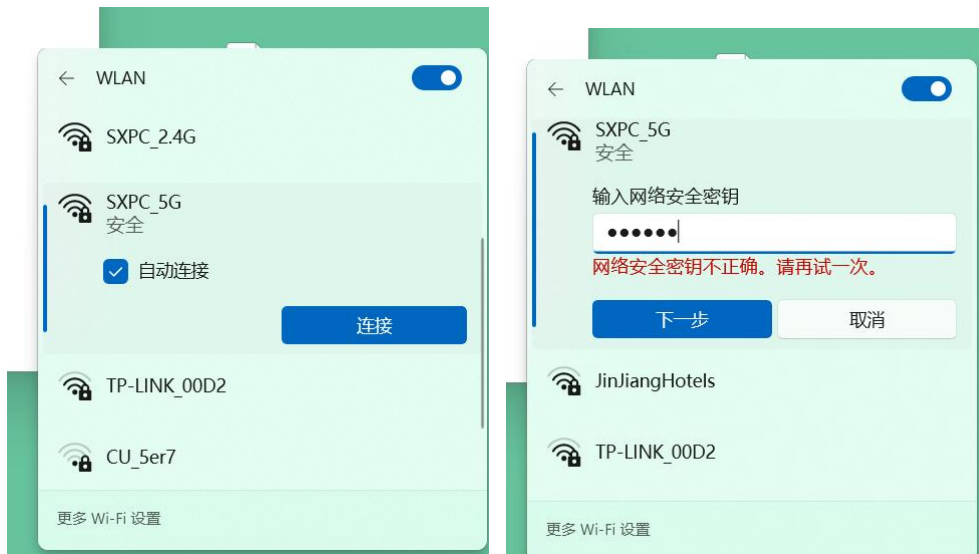 WLAN
SXPC_2.4G
SXPC_5G
安全
自动连接
连接
TP-LINK_00D2
CU_5er7
更多 Wi-Fi 设置
WLAN
SXPC_5G
安全
输入网络安全密钥
●●●●●●
网络安全密钥不正确。请再试一次。
下一步
取消
JinJiangHotels
TP-LINK_00D2
更多 Wi-Fi 设置